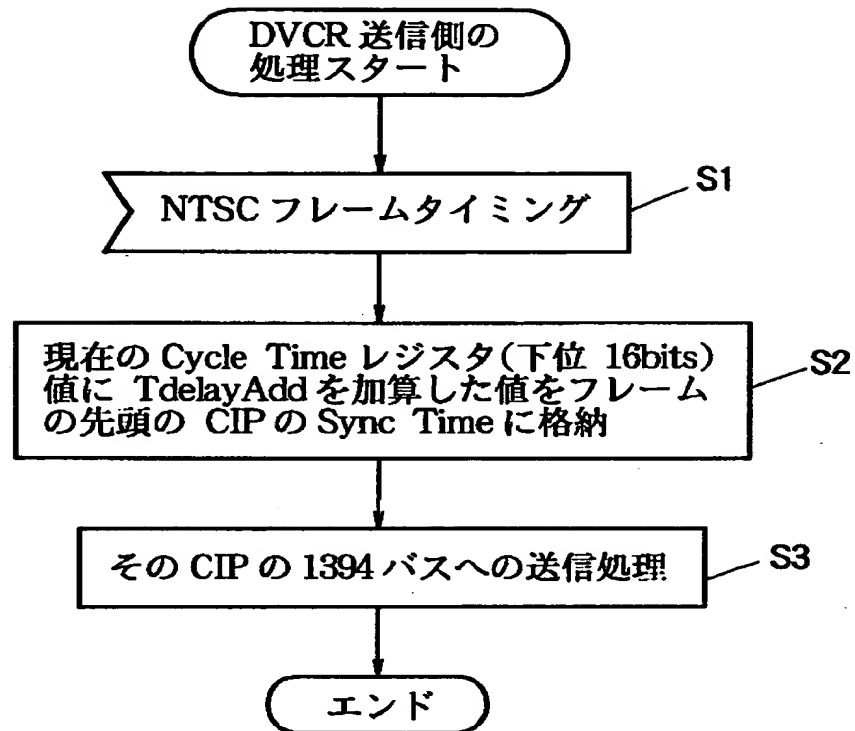 DVCR 送信側の
処理スタート
NTSC フレームタイミング
S1
現在の Cycle Time レジスタ(下位 16bits)
値に TdelayAdd を加算した値をフレーム
の先頭の CIP の Sync Time に格納
S2
その CIP の 1394 バスへの送信処理
S3
エンド